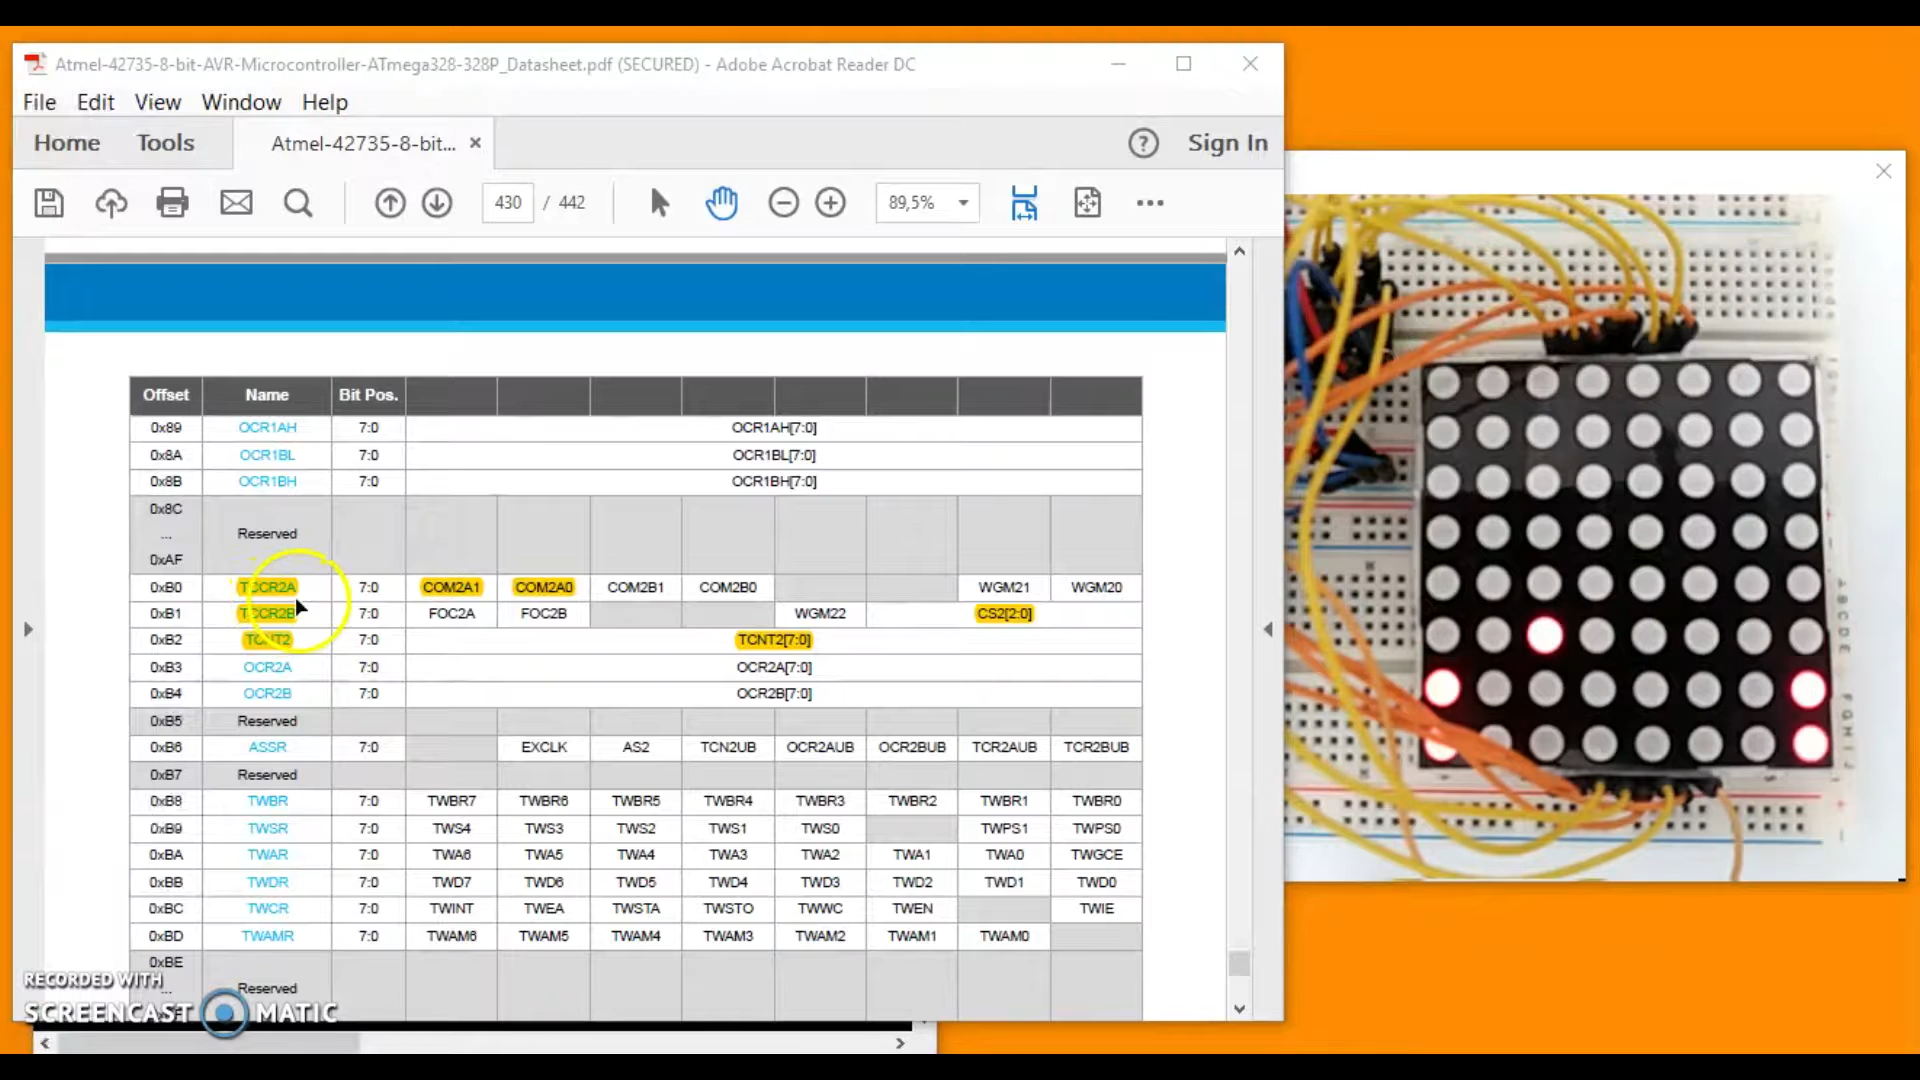 Atmel-42735-8-bit-AVR-Microcontroller-ATmega328-328P_Datasheet.pdf (SECURED) - Adobe Acrobat Reader DC
File Edit View Window Help
Home Tools Atmel-42735-8-bit... × ? Sign In
430 / 442 89,5%
Offset Name Bit Pos.
0x89 OCR1AH 7:0 OCR1AH[7:0]
0x8A OCR1BL 7:0 OCR1BL[7:0]
0x8B OCR1BH 7:0 OCR1BH[7:0]
0x8C
... Reserved
0xAF
0xB0 TCCR2A 7:0 COM2A1 COM2A0 COM2B1 COM2B0 WGM21 WGM20
0xB1 TCCR2B 7:0 FOC2A FOC2B WGM22 CS2[2:0]
0xB2 TCNT2 7:0 TCNT2[7:0]
0xB3 OCR2A 7:0 OCR2A[7:0]
0xB4 OCR2B 7:0 OCR2B[7:0]
0xB5 Reserved
0xB6 ASSR 7:0 EXCLK AS2 TCN2UB OCR2AUB OCR2BUB TCR2AUB TCR2BUB
0xB7 Reserved
0xB8 TWBR 7:0 TWBR7 TWBR6 TWBR5 TWBR4 TWBR3 TWBR2 TWBR1 TWBR0
0xB9 TWSR 7:0 TWS4 TWS3 TWS2 TWS1 TWS0 TWPS1 TWPS0
0xBA TWAR 7:0 TWA6 TWA5 TWA4 TWA3 TWA2 TWA1 TWA0 TWGCE
0xBB TWDR 7:0 TWD7 TWD6 TWD5 TWD4 TWD3 TWD2 TWD1 TWD0
0xBC TWCR 7:0 TWINT TWEA TWSTA TWSTO TWWC TWEN TWIE
0xBD TWAMR 7:0 TWAM6 TWAM5 TWAM4 TWAM3 TWAM2 TWAM1 TWAM0
0xBE
... Reserved
RECORDED WITH
SCREENCAST MATIC
A B C D E
F G H I J